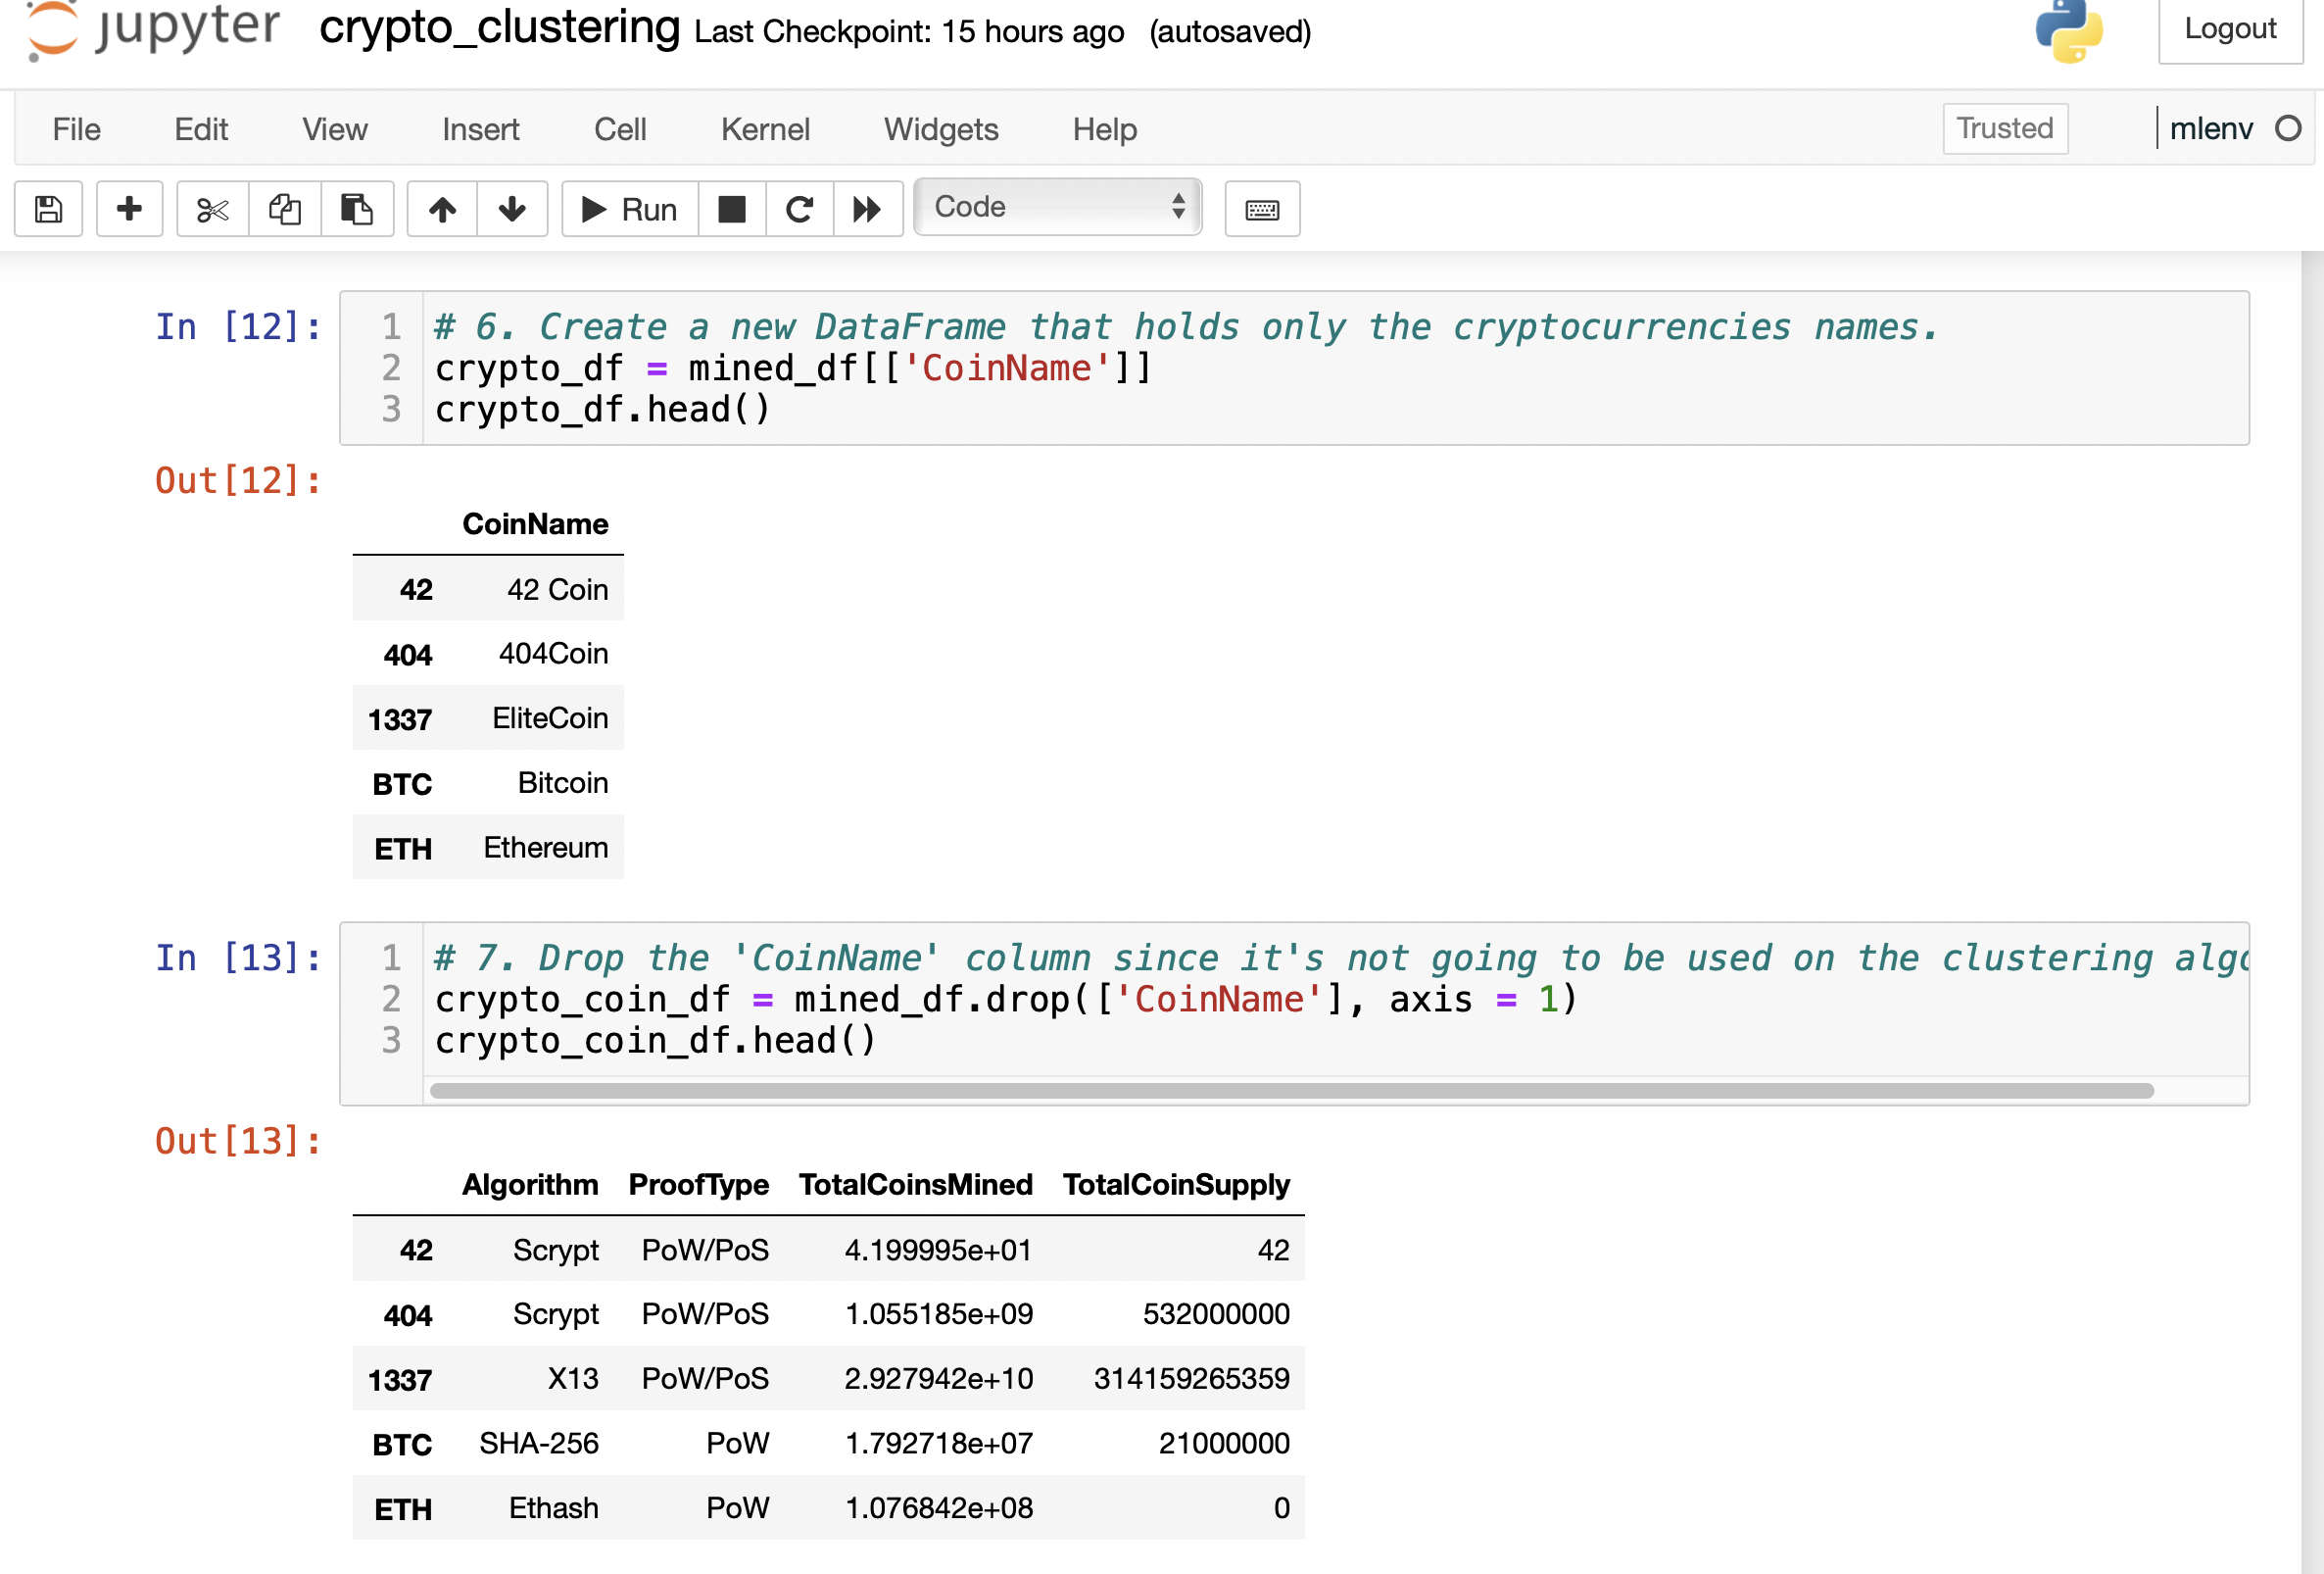 jupyter crypto_clustering Last Checkpoint: 15 hours ago (autosaved) Logout
File Edit View Insert Cell Kernel Widgets Help Trusted mlenv
Run Code
In [12]:
1 # 6. Create a new DataFrame that holds only the cryptocurrencies names.
2 crypto_df = mined_df[['CoinName']]
3 crypto_df.head()
Out[12]:
CoinName
42 42 Coin
404 404Coin
1337 EliteCoin
BTC Bitcoin
ETH Ethereum
In [13]:
1 # 7. Drop the 'CoinName' column since it's not going to be used on the clustering algo
2 crypto_coin_df = mined_df.drop(['CoinName'], axis = 1)
3 crypto_coin_df.head()
Out[13]:
Algorithm ProofType TotalCoinsMined TotalCoinSupply
42 Scrypt PoW/PoS 4.199995e+01 42
404 Scrypt PoW/PoS 1.055185e+09 532000000
1337 X13 PoW/PoS 2.927942e+10 314159265359
BTC SHA-256 PoW 1.792718e+07 21000000
ETH Ethash PoW 1.076842e+08 0